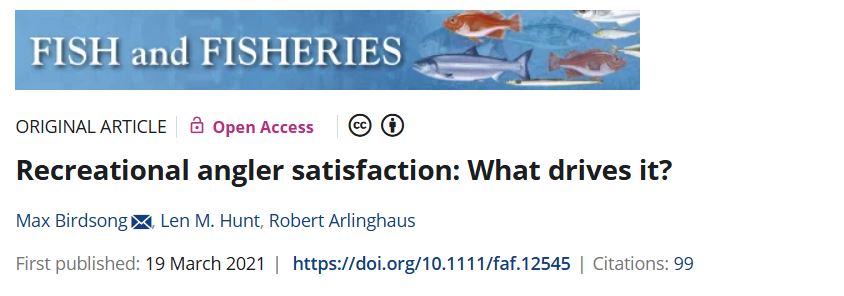 FISH and FISHERIES
ORIGINAL ARTICLE | Open Access | cc
Recreational angler satisfaction: What drives it?
Max Birdsong, Len M. Hunt, Robert Arlinghaus
First published: 19 March 2021 | https://doi.org/10.1111/faf.12545 | Citations: 99